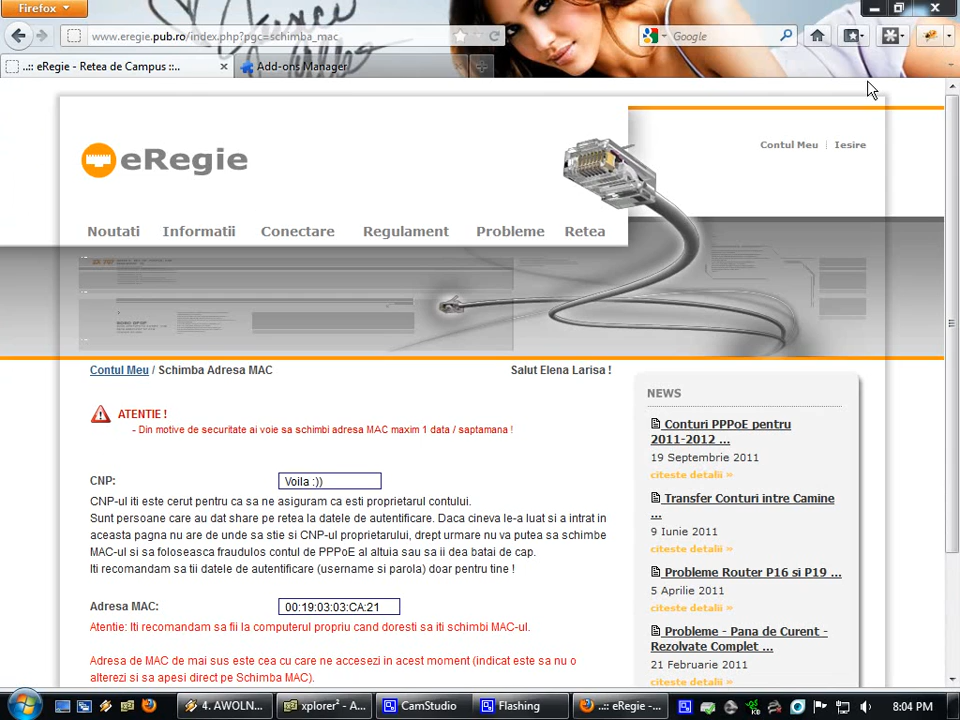 Firefox
www.eregie.pub.ro/index.php?pgc=schimba_mac
Google
..:: eRegie - Retea de Campus ::..
Add-ons Manager
eRegie
Contul Meu | Iesire
Noutati Informatii Conectare Regulament Probleme Retea
Contul Meu / Schimba Adresa MAC
Salut Elena Larisa !
ATENTIE !
- Din motive de securitate ai voie sa schimbi adresa MAC maxim 1 data / saptamana !
CNP:
Voila :))
CNP-ul iti este cerut pentru ca sa ne asiguram ca esti proprietarul contului.
Sunt persoane care au dat share pe retea la datele de autentificare. Daca cineva le-a luat si a intrat in
aceasta pagna nu are de unde sa stie si CNP-ul proprietarului, drept urmare nu va putea sa schimbe
MAC-ul si sa foloseasca fraudulos contul de PPPoE al altuia sau sa ii dea batai de cap.
Iti recomandam sa tii datele de autentificare (username si parola) doar pentru tine !
Adresa MAC:
00:19:03:03:CA:21
Atentie: Iti recomandam sa fii la computerul propriu cand doresti sa iti schimbi MAC-ul.
Adresa de MAC de mai sus este cea cu care ne accesezi in acest moment (indicat este sa nu o
alterezi si sa apesi direct pe Schimba MAC).
NEWS
Conturi PPPoE pentru
2011-2012 ...
19 Septembrie 2011
citeste detalii »
Transfer Conturi intre Camine
...
9 Iunie 2011
citeste detalii »
Probleme Router P16 si P19 ...
5 Aprilie 2011
citeste detalii »
Probleme - Pana de Curent -
Rezolvate Complet ...
21 Februarie 2011
citeste detalii »
4. AWOLN...
xplorer² - A...
CamStudio
Flashing
..:: eRegie -...
8:04 PM